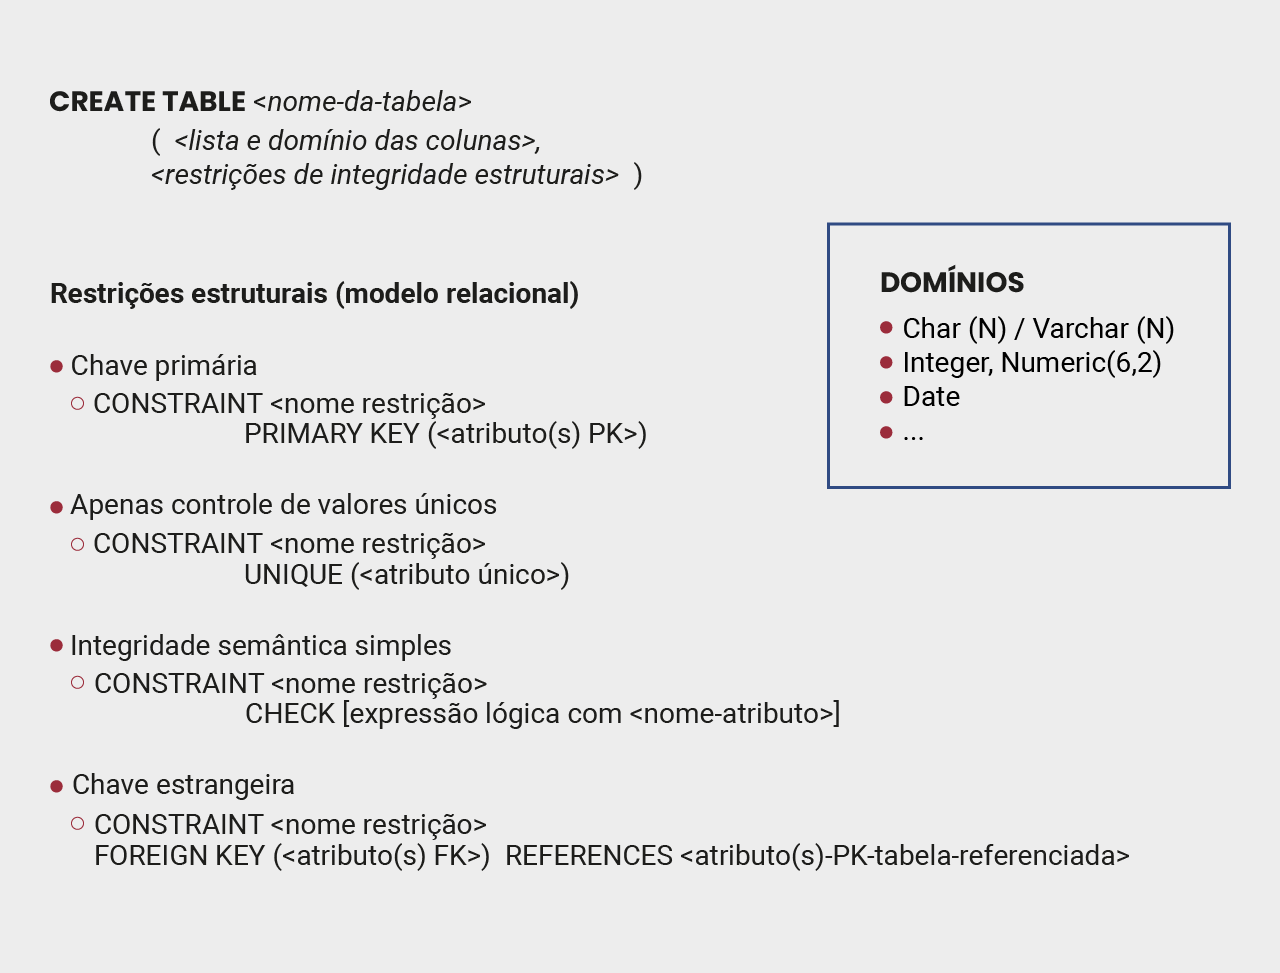 CREATE TABLE <nome-da-tabela>
( <lista e domínio das colunas>,
<restrições de integridade estruturais> )
Restrições estruturais (modelo relacional)
Chave primária
CONSTRAINT <nome restrição>
PRIMARY KEY (<atributo(s) PK>)
Apenas controle de valores únicos
CONSTRAINT <nome restrição>
UNIQUE (<atributo único>)
Integridade semântica simples
CONSTRAINT <nome restrição>
CHECK [expressão lógica com <nome-atributo>]
Chave estrangeira
CONSTRAINT <nome restrição>
FOREIGN KEY (<atributo(s) FK>) REFERENCES <atributo(s)-PK-tabela-referenciada>
DOMÍNIOS
Char (N) / Varchar (N)
Integer, Numeric(6,2)
Date
...